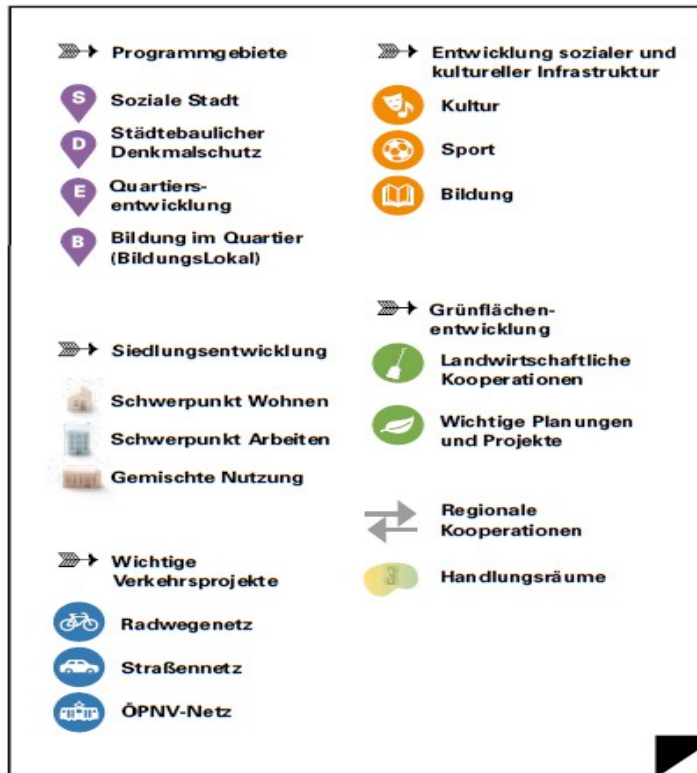 Programmgebiete
S
Soziale Stadt
D
Städtebaulicher
Denkmalschutz
E
Quartiers-
entwicklung
B
Bildung im Quartier
(BildungsLokal)
Siedlungsentwicklung
Schwerpunkt Wohnen
Schwerpunkt Arbeiten
Gemischte Nutzung
Wichtige
Verkehrsprojekte
Radwegenetz
Straßennetz
ÖPNV-Netz
Entwicklung sozialer und
kultureller Infrastruktur
Kultur
Sport
Bildung
Grünflächen-
entwicklung
Landwirtschaftliche
Kooperationen
Wichtige Planungen
und Projekte
Regionale
Kooperationen
Handlungsräume